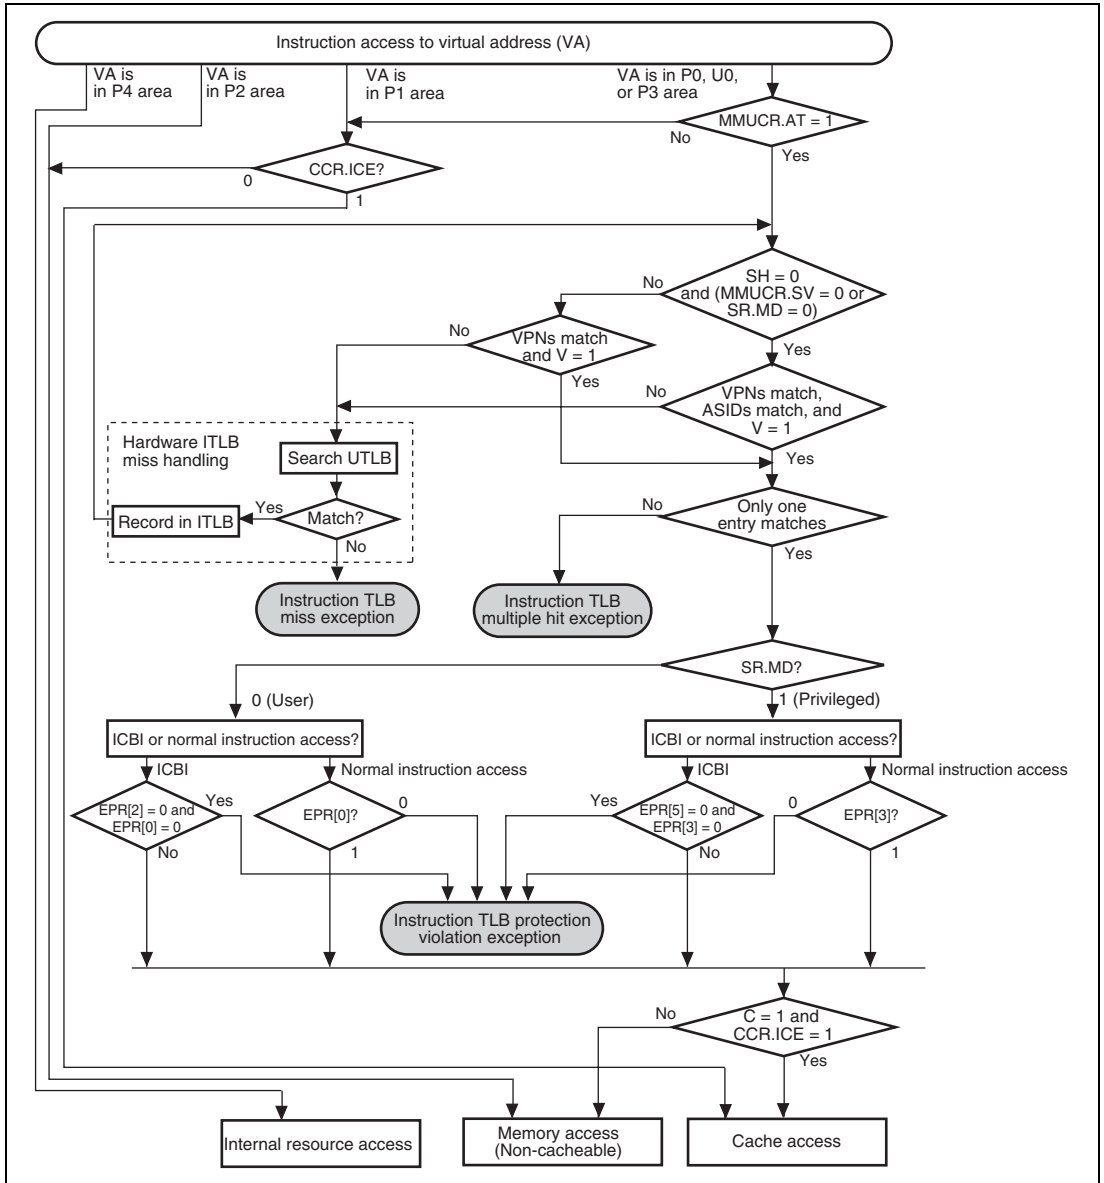 Instruction access to virtual address (VA)
VA is
in P4 area
VA is
in P2 area
VA is
in P1 area
VA is in P0, U0,
or P3 area
MMUCR.AT = 1
No
Yes
CCR.ICE?
0
1
SH = 0
and (MMUCR.SV = 0 or
SR.MD = 0)
No
Yes
VPNs match
and V = 1
No
Yes
VPNs match,
ASIDs match, and
V = 1
No
Yes
Hardware ITLB
miss handling
Search UTLB
Match?
Yes
Record in ITLB
No
Only one
entry matches
No
Yes
Instruction TLB
miss exception
Instruction TLB
multiple hit exception
SR.MD?
0 (User)
1 (Privileged)
ICBI or normal instruction access?
ICBI or normal instruction access?
ICBI
Normal instruction access
ICBI
Normal instruction access
EPR[2] = 0 and
EPR[0] = 0
Yes
No
EPR[0]?
0
1
EPR[5] = 0 and
EPR[3] = 0
Yes
No
EPR[3]?
0
1
Instruction TLB protection
violation exception
C = 1 and
CCR.ICE = 1
No
Yes
Internal resource access
Memory access
(Non-cacheable)
Cache access